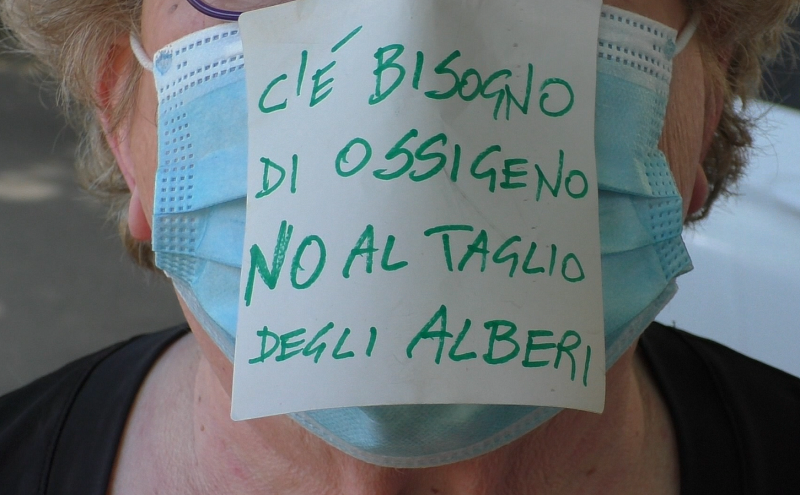 C'É BISOGNO
DI OSSIGENO
NO AL TAGLIO
DEGLI ALBERI